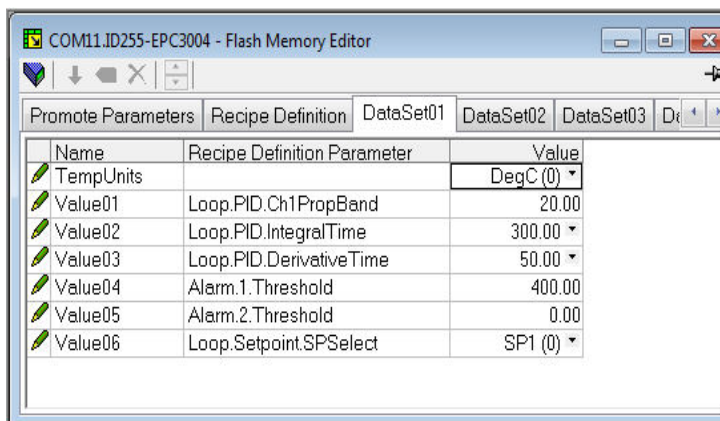 COM11.ID255-EPC3004 - Flash Memory Editor
Promote Parameters Recipe Definition DataSet01 DataSet02 DataSet03
Name Recipe Definition Parameter Value
TempUnits DegC (0)
Value01 Loop.PID.Ch1PropBand 20.00
Value02 Loop.PID.IntegralTime 300.00
Value03 Loop.PID.DerivativeTime 50.00
Value04 Alarm.1.Threshold 400.00
Value05 Alarm.2.Threshold 0.00
Value06 Loop.Setpoint.SPSelect SP1 (0)